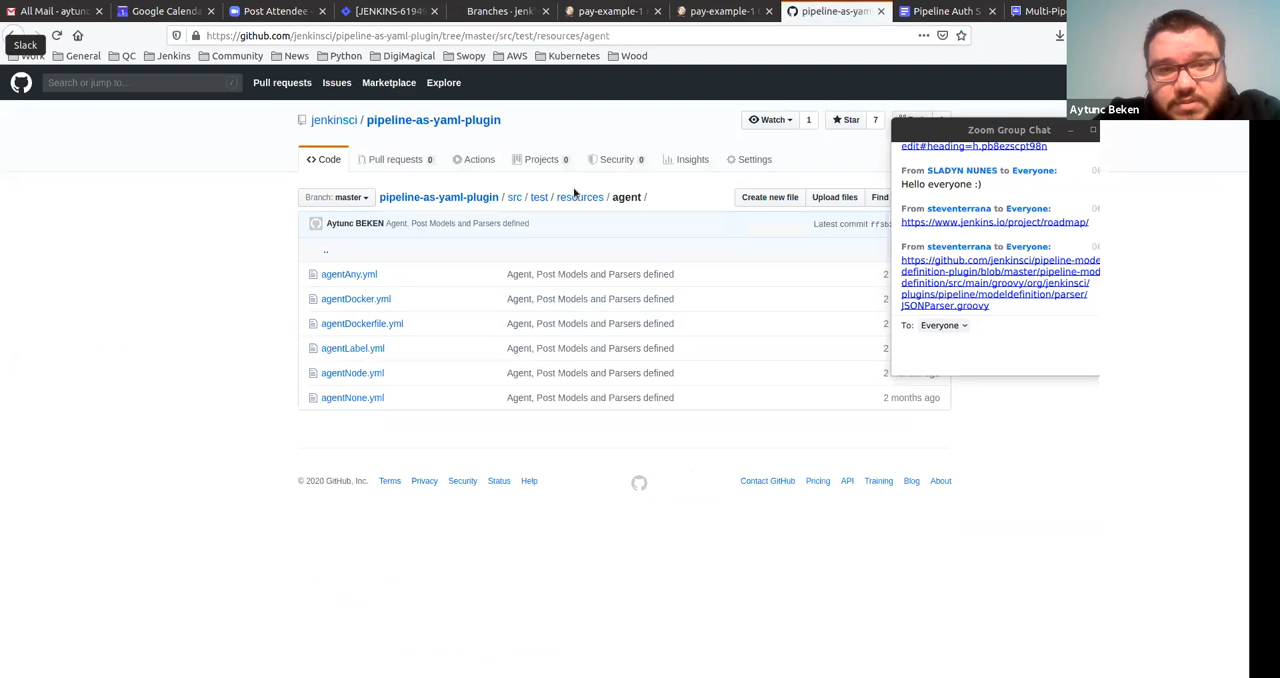 All Mail - aytunc
Google Calenda
Post Attendee -
[JENKINS-6194
Branches · jenk
pay-example-1
pay-example-1
pipeline-as-yam
Pipeline Auth S
Multi-Pip
Slack
https://github.com/jenkinsci/pipeline-as-yaml-plugin/tree/master/src/test/resources/agent
Work General QC Jenkins Community News Python DigiMagical Swopy AWS Kubernetes Wood
Search or jump to... /
Pull requests Issues Marketplace Explore
Aytunc Beken
jenkinsci / pipeline-as-yaml-plugin
Watch 1 Star 7
Code Pull requests 0 Actions Projects 0 Security 0 Insights Settings
Branch: master pipeline-as-yaml-plugin / src / test / resources / agent /
Create new file Upload files Find
Aytunc BEKEN Agent, Post Models and Parsers defined
Latest commit
..
agentAny.yml Agent, Post Models and Parsers defined 2
agentDocker.yml Agent, Post Models and Parsers defined 2
agentDockerfile.yml Agent, Post Models and Parsers defined 2
agentLabel.yml Agent, Post Models and Parsers defined 2
agentNode.yml Agent, Post Models and Parsers defined
agentNone.yml Agent, Post Models and Parsers defined 2 months ago
© 2020 GitHub, Inc. Terms Privacy Security Status Help
Contact GitHub Pricing API Training Blog About
Zoom Group Chat
edit#heading=h.pb8ezscpt98n
From SLADYN NUNES to Everyone:
Hello everyone :)
From steventerrana to Everyone:
https://www.jenkins.io/project/roadmap/
From steventerrana to Everyone:
https://github.com/jenkinsci/pipeline-mode
definition-plugin/blob/master/pipeline-mod
definition/src/main/groovy/org/jenkinsci/
plugins/pipeline/modeldefinition/parser/
JSONParser.groovy
To: Everyone